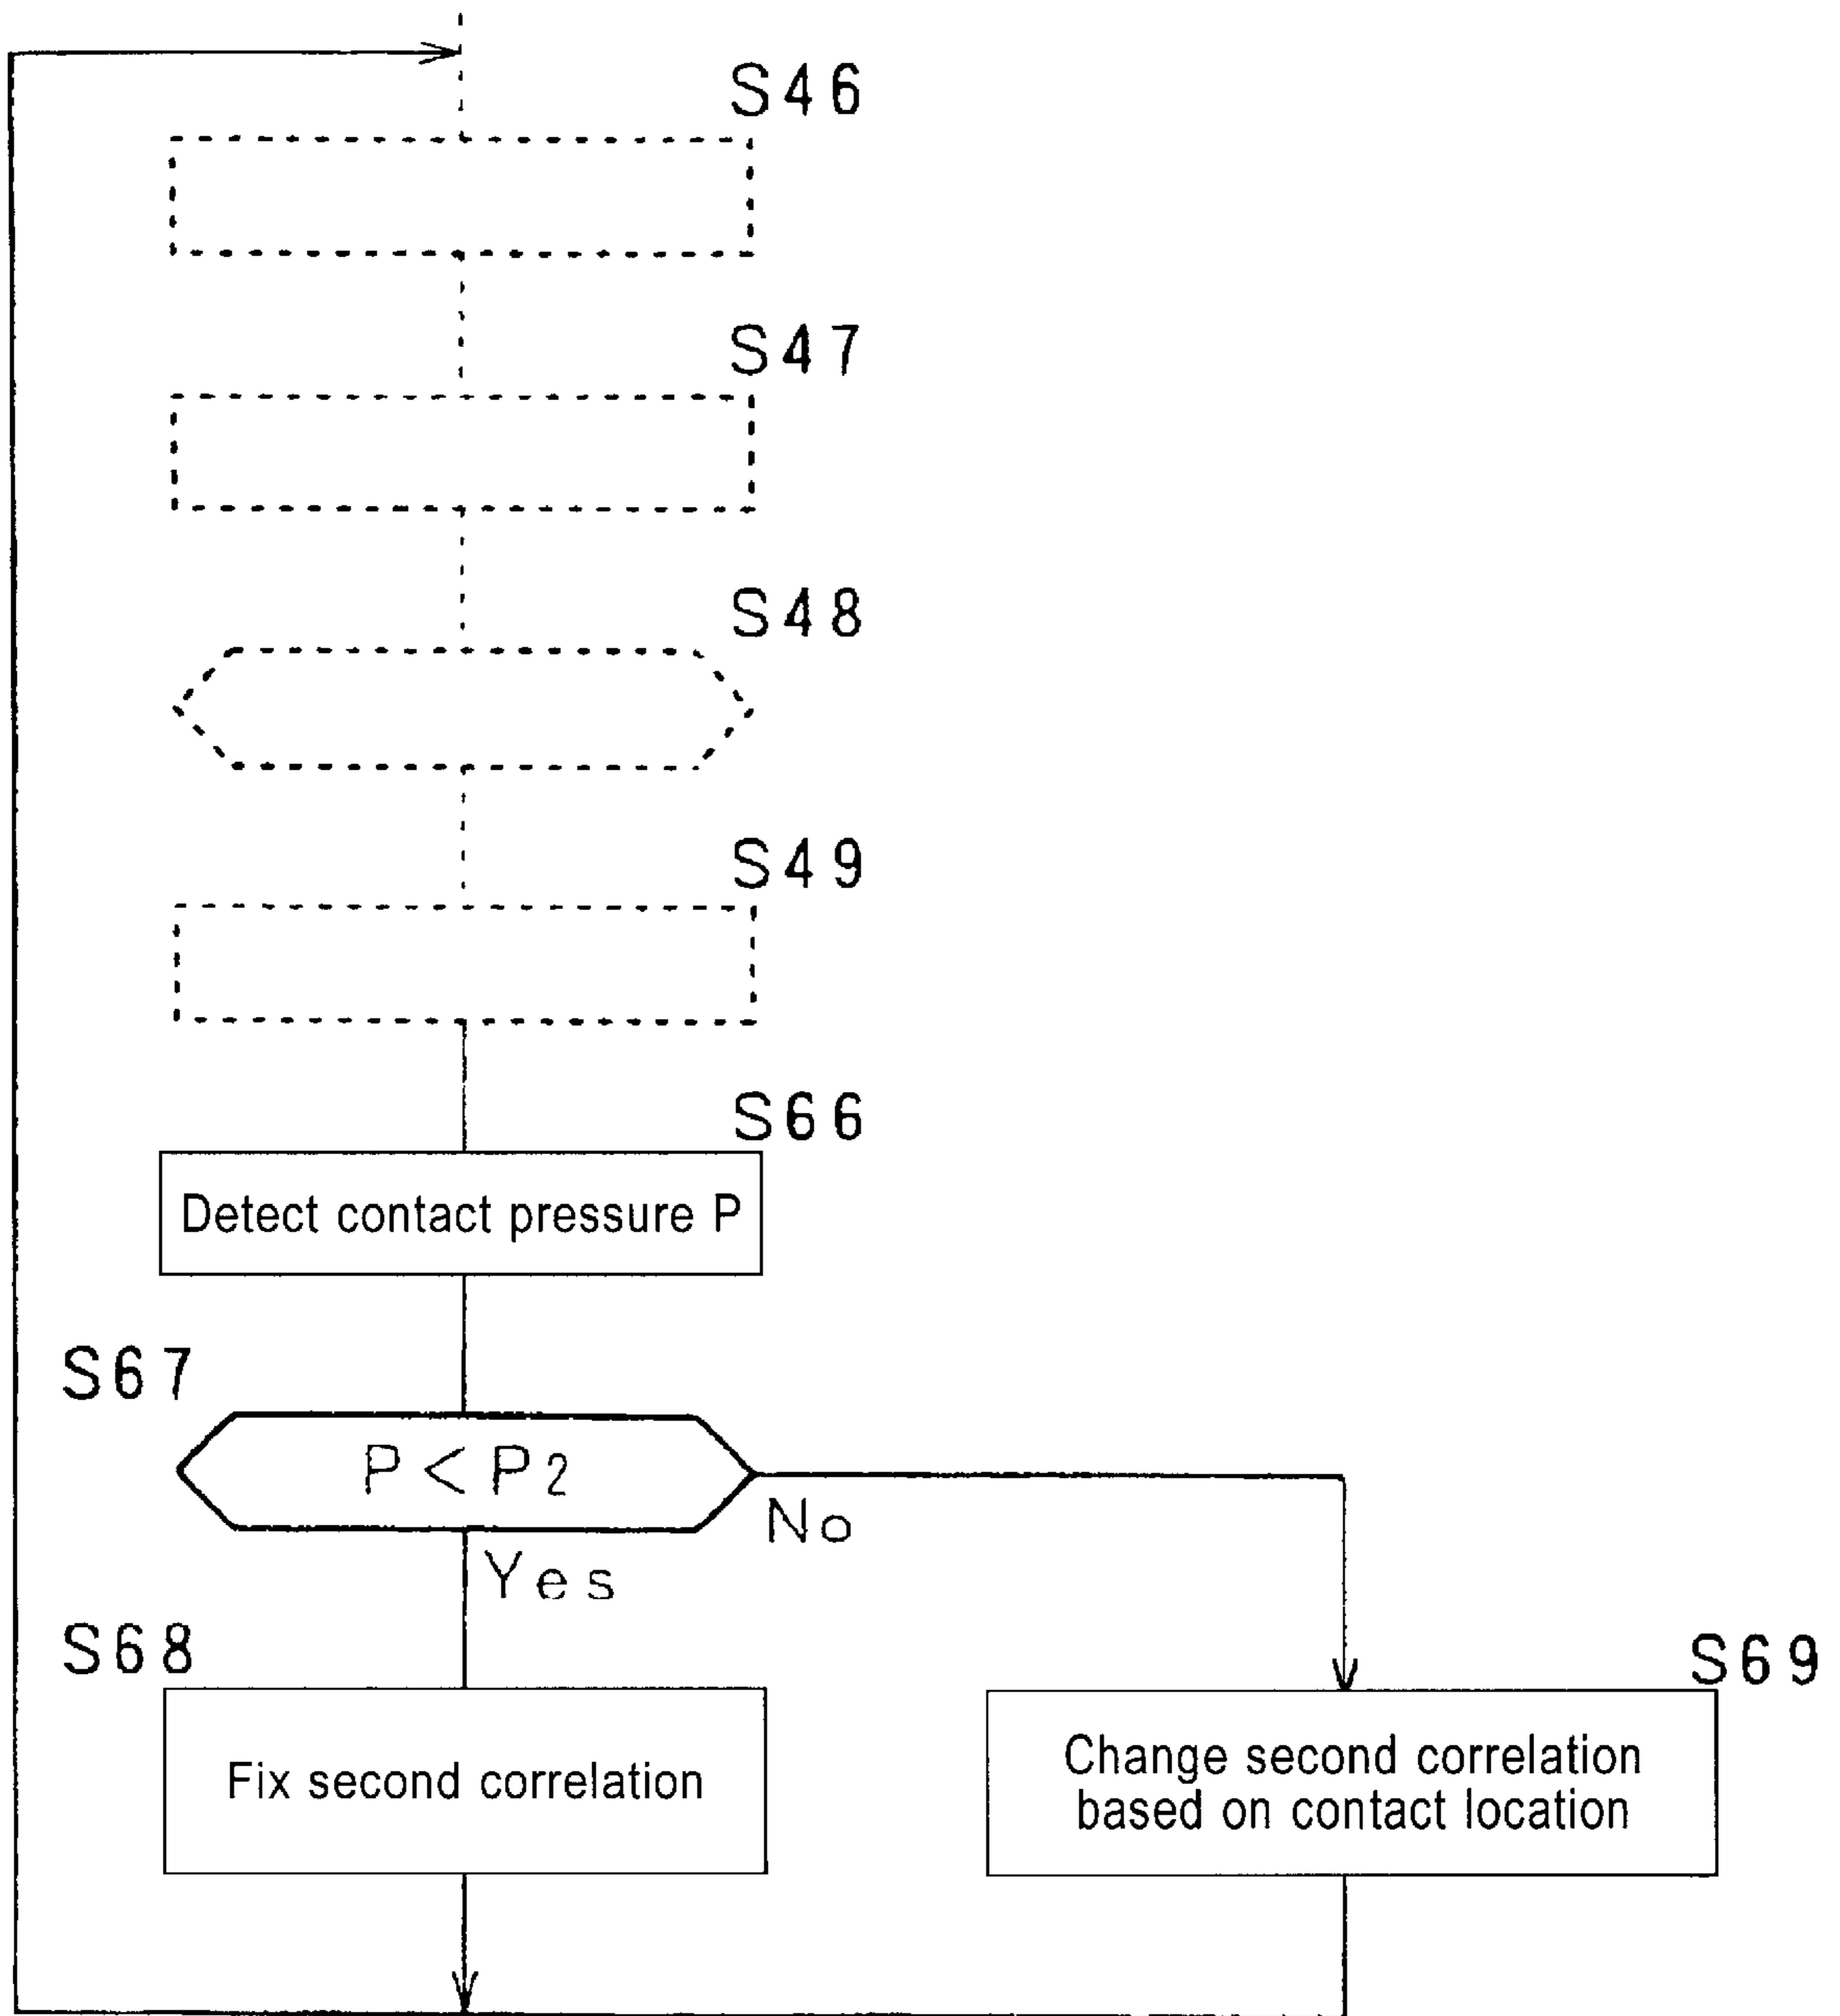 S46
S47
S48
S49
S66
Detect contact pressure P
S67
P<P2
No
Yes
S68
S69
Fix second correlation
Change second correlation
based on contact location